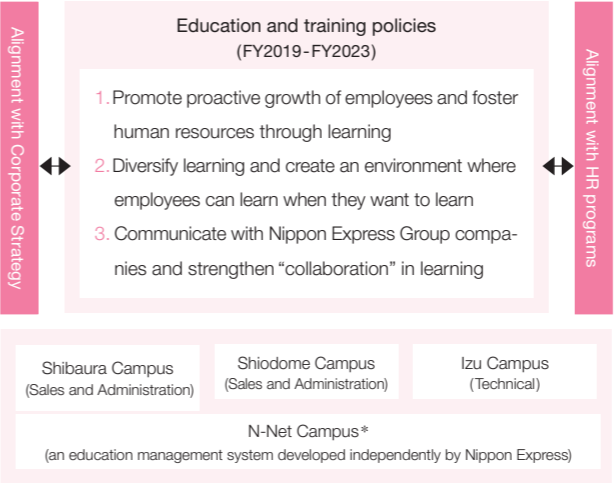 Alignment with Corporate Strategy
Education and training policies
(FY2019-FY2023)
1. Promote proactive growth of employees and foster
human resources through learning
2. Diversify learning and create an environment where
employees can learn when they want to learn
3. Communicate with Nippon Express Group compa-
nies and strengthen “collaboration” in learning
Alignment with HR programs
Shibaura Campus
(Sales and Administration)
Shiodome Campus
(Sales and Administration)
Izu Campus
(Technical)
N-Net Campus*
(an education management system developed independently by Nippon Express)